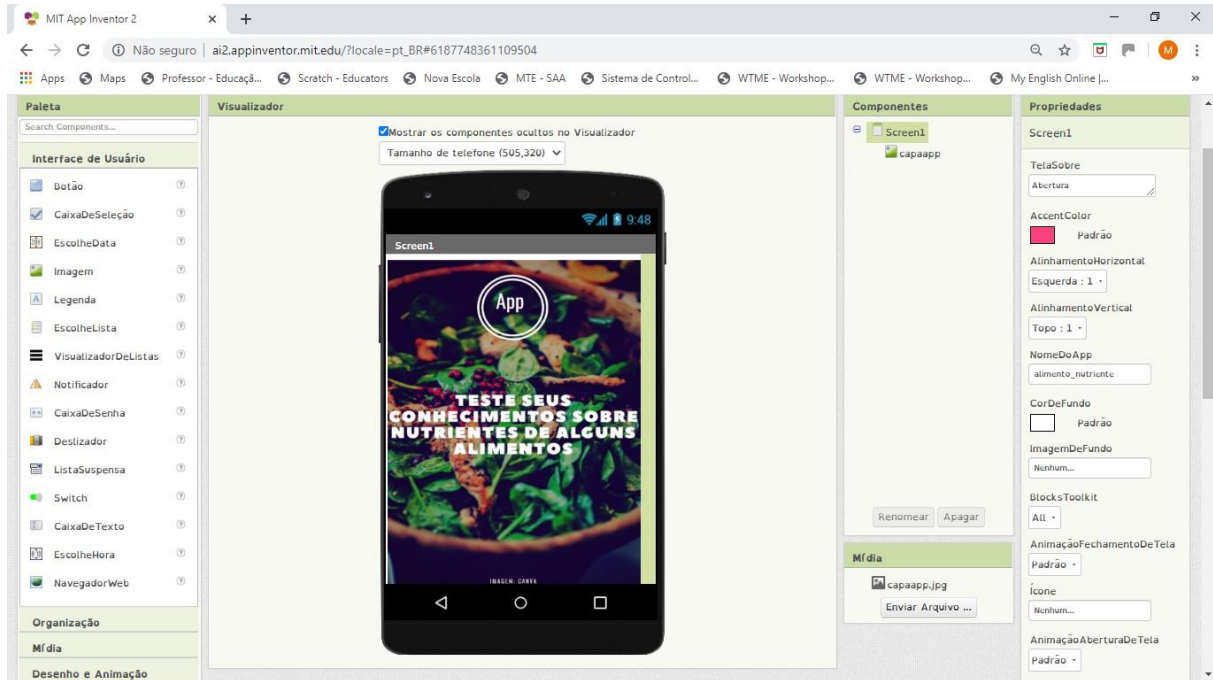 MIT App Inventor 2
Não seguro | ai2.appinventor.mit.edu/?locale=pt_BR#6187748361109504
M
Apps Maps Professor - Educaçã... Scratch - Educators Nova Escola MTE - SAA Sistema de Control... WTME - Workshop... WTME - Workshop... My English Online |... »
Paleta
Search Components...
Interface de Usuário
Botão
CaixaDeSeleção
EscolheData
Imagem
Legenda
EscolheLista
VisualizadorDeListas
Notificador
CaixaDeSenha
Deslizador
ListaSuspensa
Switch
CaixaDeTexto
EscolheHora
NavegadorWeb
Organização
Mídia
Desenho e Animação
Visualizador
Mostrar os componentes ocultos no Visualizador
Tamanho de telefone (505,320)
9:48
Screen1
App
TESTE SEUS
CONHECIMENTOS SOBRE
NUTRIENTES DE ALGUNS
ALIMENTOS
IMAGEM: CANVA
Componentes
Screen1
capaapp
Renomear Apagar
Mídia
capaapp.jpg
Enviar Arquivo ...
Propriedades
Screen1
TelaSobre
Abertura
AccentColor
Padrão
AlinhamentoHorizontal
Esquerda : 1
AlinhamentoVertical
Topo : 1
NomeDoApp
alimento_nutriente
CorDeFundo
Padrão
ImagemDeFundo
Nenhum...
BlocksToolkit
All
AnimaçãoFechamentoDeTela
Padrão
Ícone
Nenhum...
AnimaçãoAberturaDeTela
Padrão